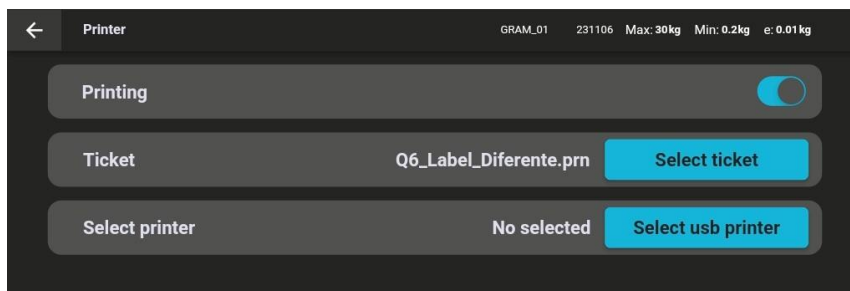 Printer GRAM_01 231106 Max: 30kg Min: 0.2kg e: 0.01kg
Printing
Ticket Q6_Label_Diferente.prn Select ticket
Select printer No selected Select usb printer